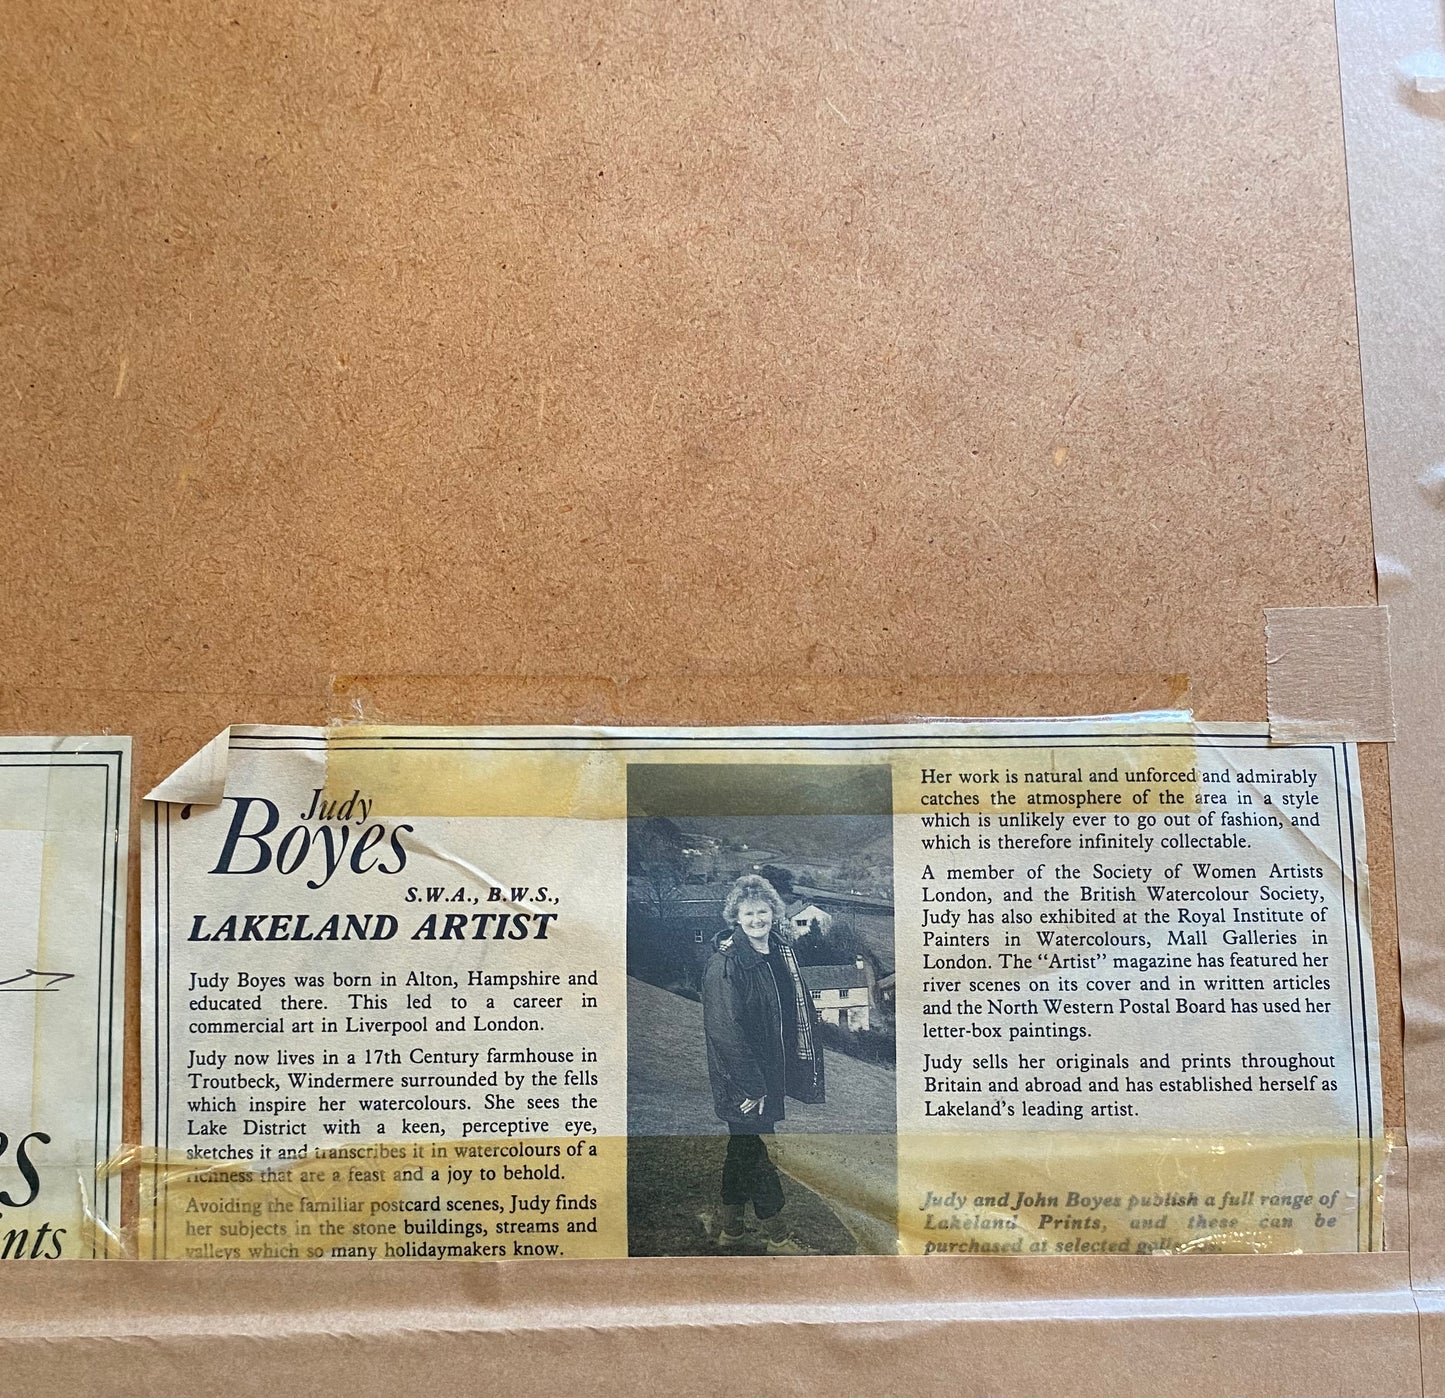 Judy
Boyes
S.W.A., B.W.S.,
LAKELAND ARTIST
Judy Boyes was born in Alton, Hampshire and
educated there. This led to a career in
commercial art in Liverpool and London.
Judy now lives in a 17th Century farmhouse in
Troutbeck, Windermere surrounded by the fells
which inspire her watercolours. She sees the
Lake District with a keen, perceptive eye,
sketches it and transcribes it in watercolours of a
richness that are a feast and a joy to behold.
Avoiding the familiar postcard scenes, Judy finds
her subjects in the stone buildings, streams and
valleys which so many holidaymakers know.
Her work is natural and unforced and admirably
catches the atmosphere of the area in a style
which is unlikely ever to go out of fashion, and
which is therefore infinitely collectable.
A member of the Society of Women Artists
London, and the British Watercolour Society,
Judy has also exhibited at the Royal Institute of
Painters in Watercolours, Mall Galleries in
London. The “Artist” magazine has featured her
river scenes on its cover and in written articles
and the North Western Postal Board has used her
letter-box paintings.
Judy sells her originals and prints throughout
Britain and abroad and has established herself as
Lakeland’s leading artist.
Judy and John Boyes publish a full range of
Lakeland Prints, and these can be
purchased at selected